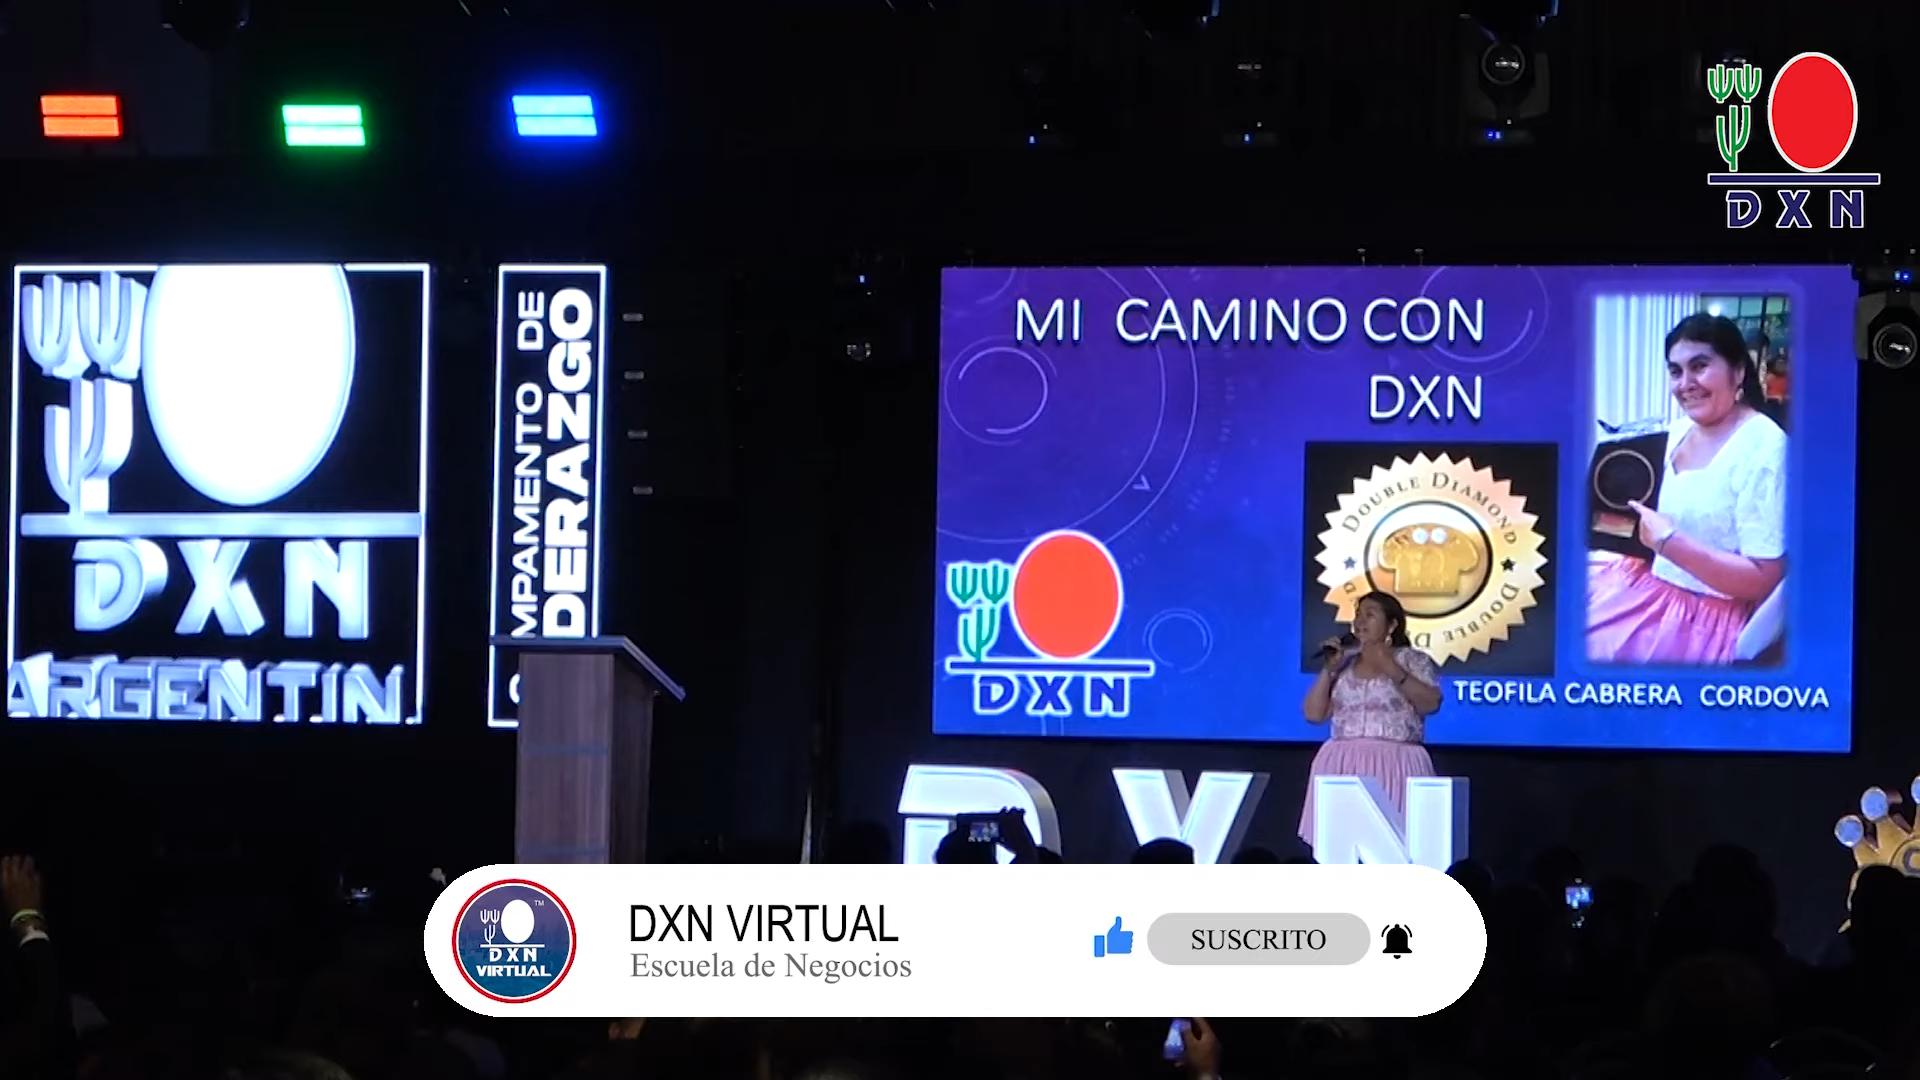 DXN
DXN
ARGENTIN
MPAMENTO DE
DERAZGO
MI CAMINO CON
DXN
DOUBLE DIAMOND
DOUBLE D
DXN
TEOFILA CABRERA CORDOVA
DXN
TM
DXN
VIRTUAL
DXN VIRTUAL
Escuela de Negocios
SUSCRITO